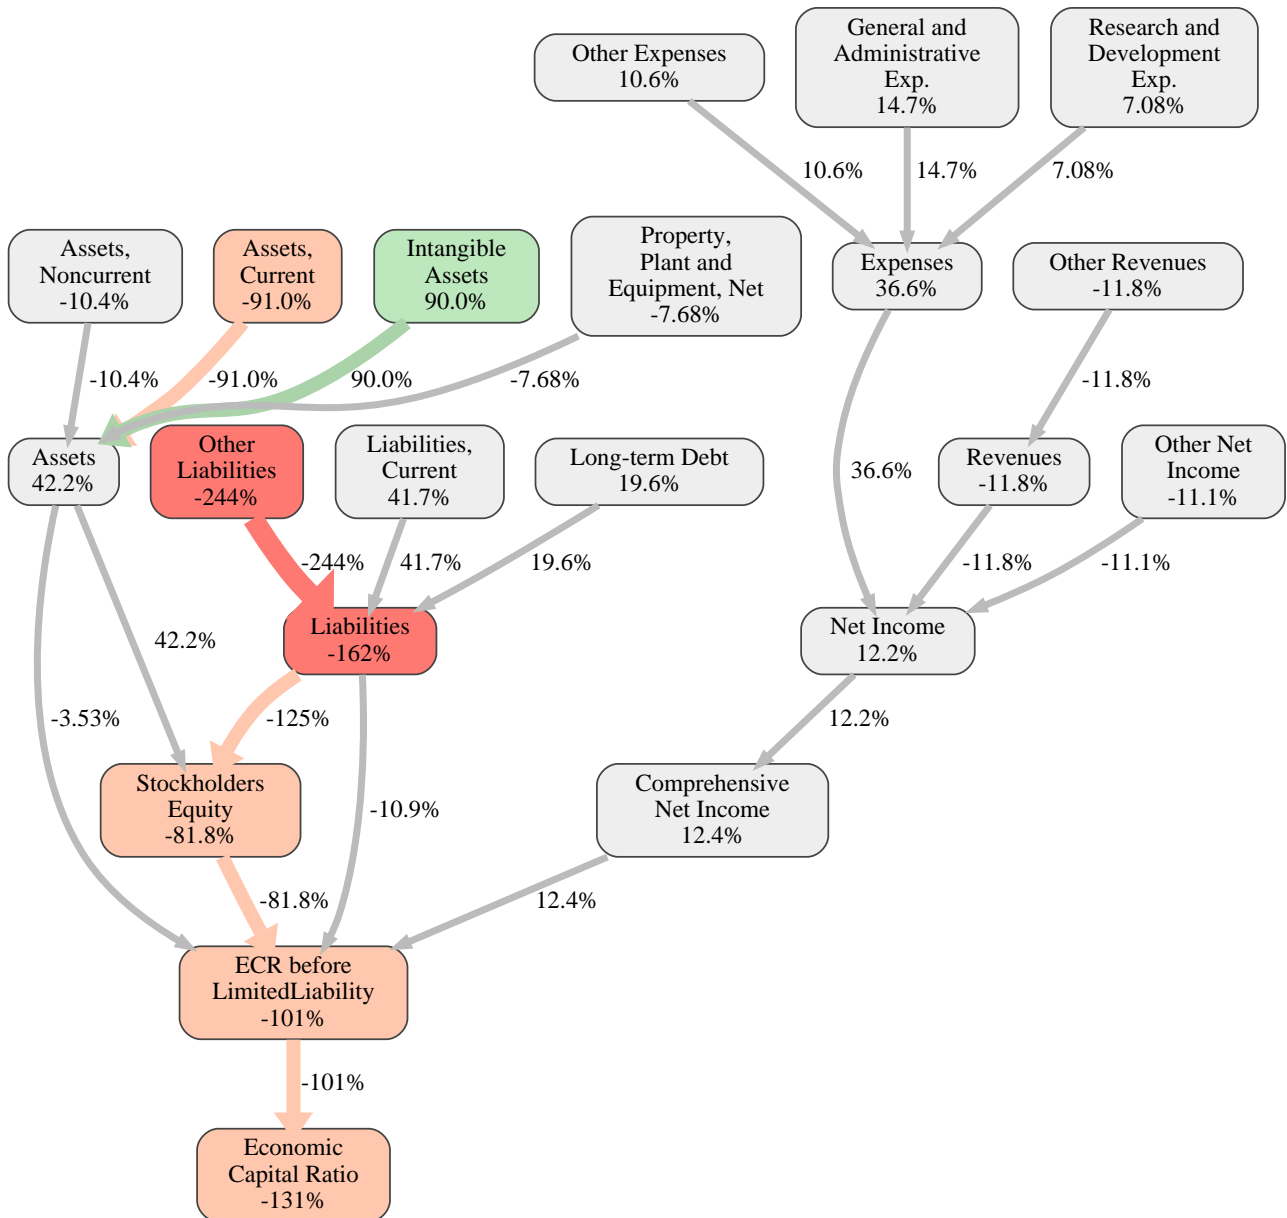 Other Expenses
10.6%
General and
Administrative
Exp.
14.7%
Research and
Development
Exp.
7.08%
10.6%
14.7%
7.08%
Assets,
Noncurrent
-10.4%
Assets,
Current
-91.0%
Intangible
Assets
90.0%
Property,
Plant and
Equipment, Net
-7.68%
Expenses
36.6%
Other Revenues
-11.8%
-10.4%
-91.0%
90.0%
-7.68%
-11.8%
Assets
42.2%
Other
Liabilities
-244%
Liabilities,
Current
41.7%
Long-term Debt
19.6%
36.6%
Revenues
-11.8%
Other Net
Income
-11.1%
-244%
41.7%
19.6%
-11.8%
-11.1%
42.2%
Liabilities
-162%
Net Income
12.2%
-3.53%
-125%
12.2%
Stockholders
Equity
-81.8%
-10.9%
Comprehensive
Net Income
12.4%
-81.8%
12.4%
ECR before
LimitedLiability
-101%
-101%
Economic
Capital Ratio
-131%